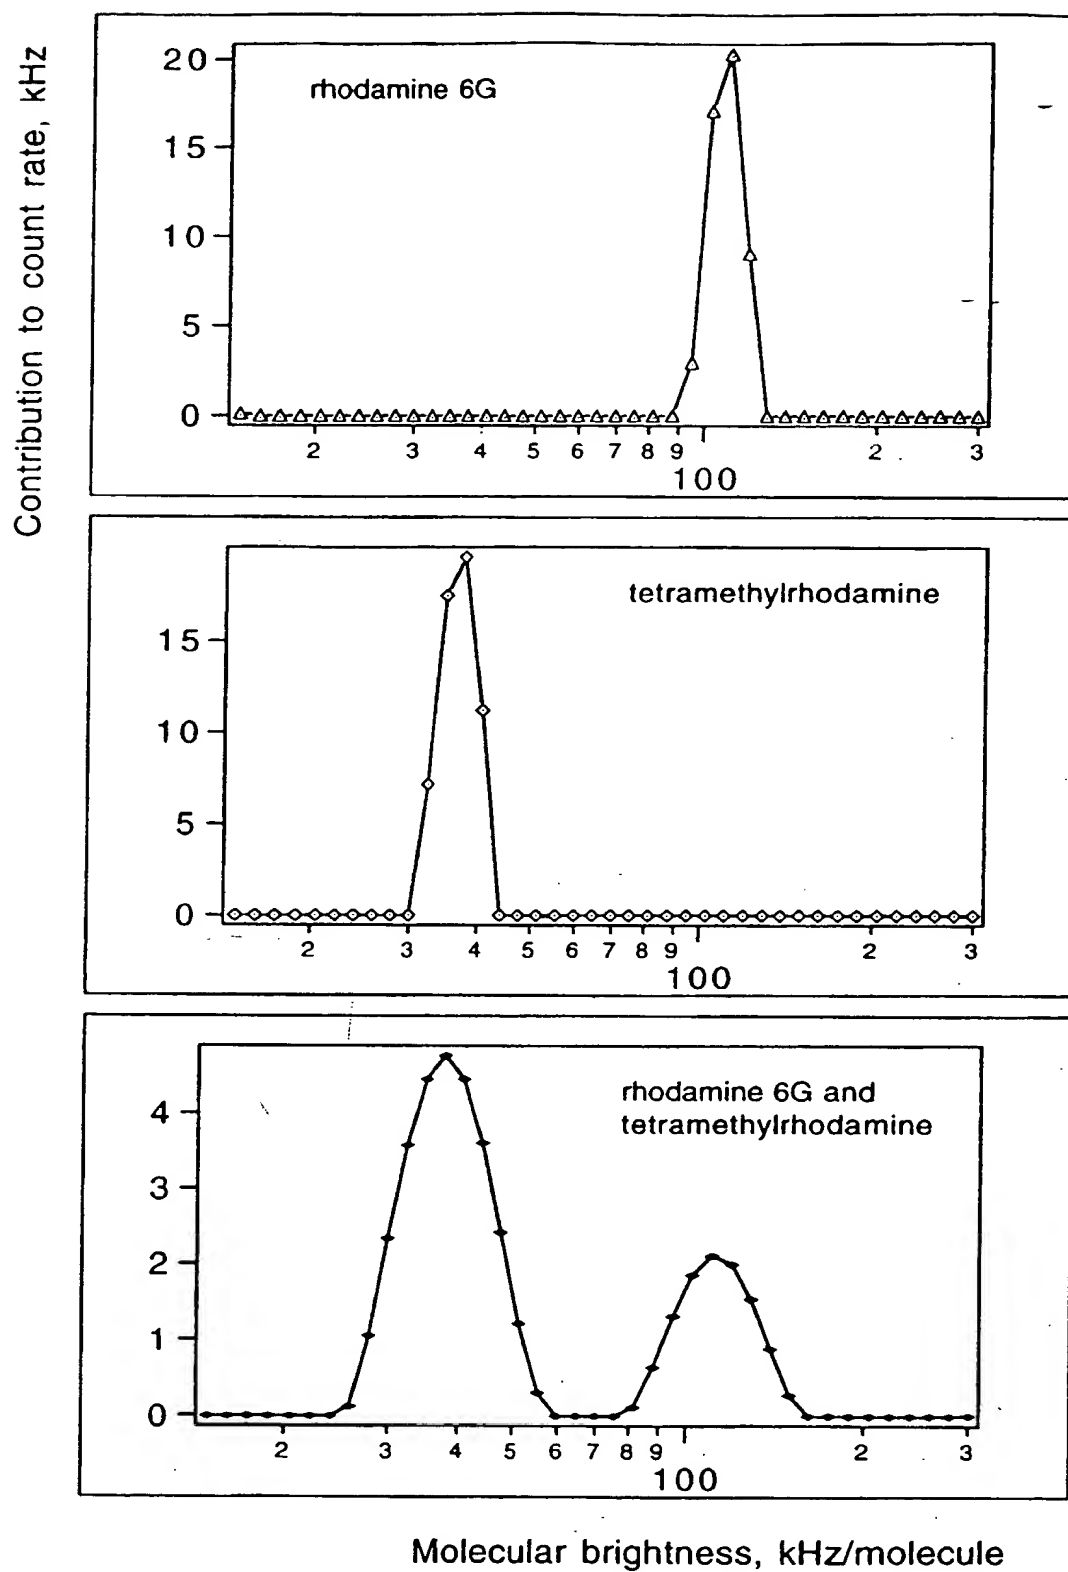 Contribution to count rate, kHz
rhodamine 6G
20
15
10
5
0
2 3 4 5 6 7 8 9 2 3
100
tetramethylrhodamine
15
10
5
0
2 3 4 5 6 7 8 9 2 3
100
rhodamine 6G and
tetramethylrhodamine
4
3
2
1
0
2 3 4 5 6 7 8 9 2 3
100
Molecular brightness, kHz/molecule